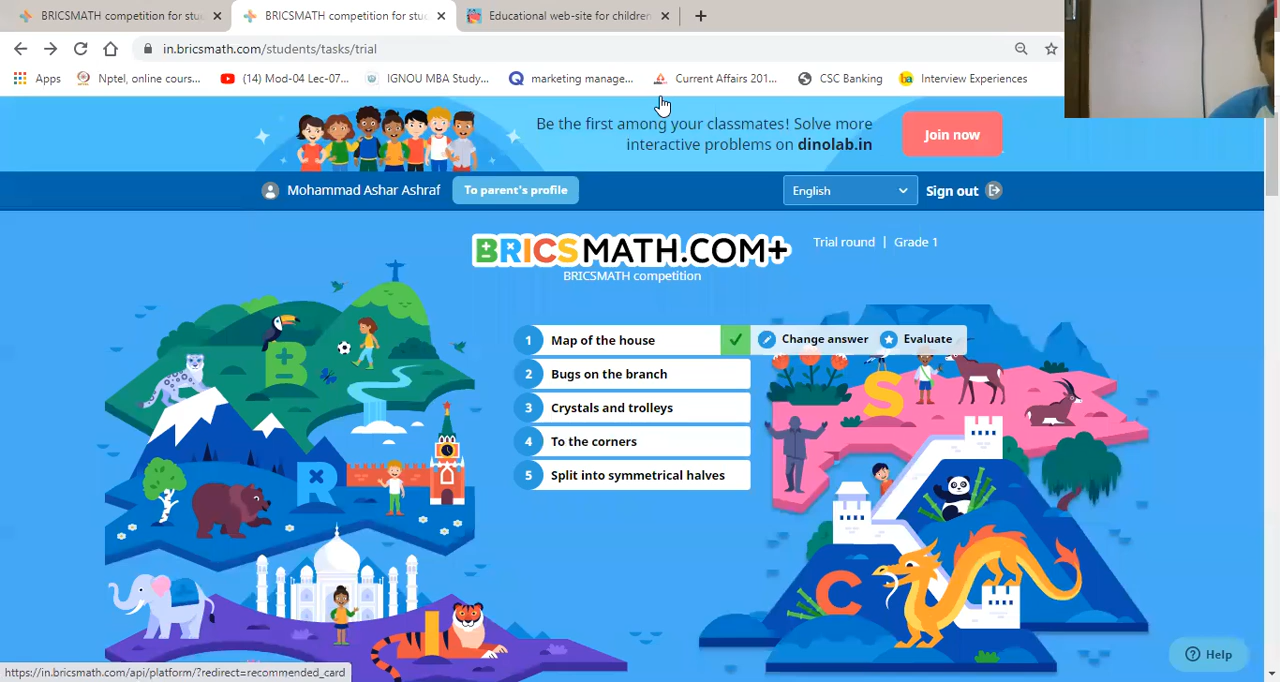 BRICSMATH competition for stu
BRICSMATH competition for stu
Educational web-site for children
in.bricsmath.com/students/tasks/trial
Apps
Nptel, online cours...
(14) Mod-04 Lec-07...
IGNOU MBA Study...
marketing manage...
Current Affairs 201...
CSC Banking
Interview Experiences
Be the first among your classmates! Solve more
interactive problems on dinolab.in
Join now
Mohammad Ashar Ashraf
To parent's profile
English
Sign out
BRICSMATH.COM+
BRICSMATH competition
Trial round | Grade 1
1 Map of the house
Change answer
Evaluate
2 Bugs on the branch
3 Crystals and trolleys
4 To the corners
5 Split into symmetrical halves
B
R
I
C
S
Help
https://in.bricsmath.com/api/platform/?redirect=recommended_card